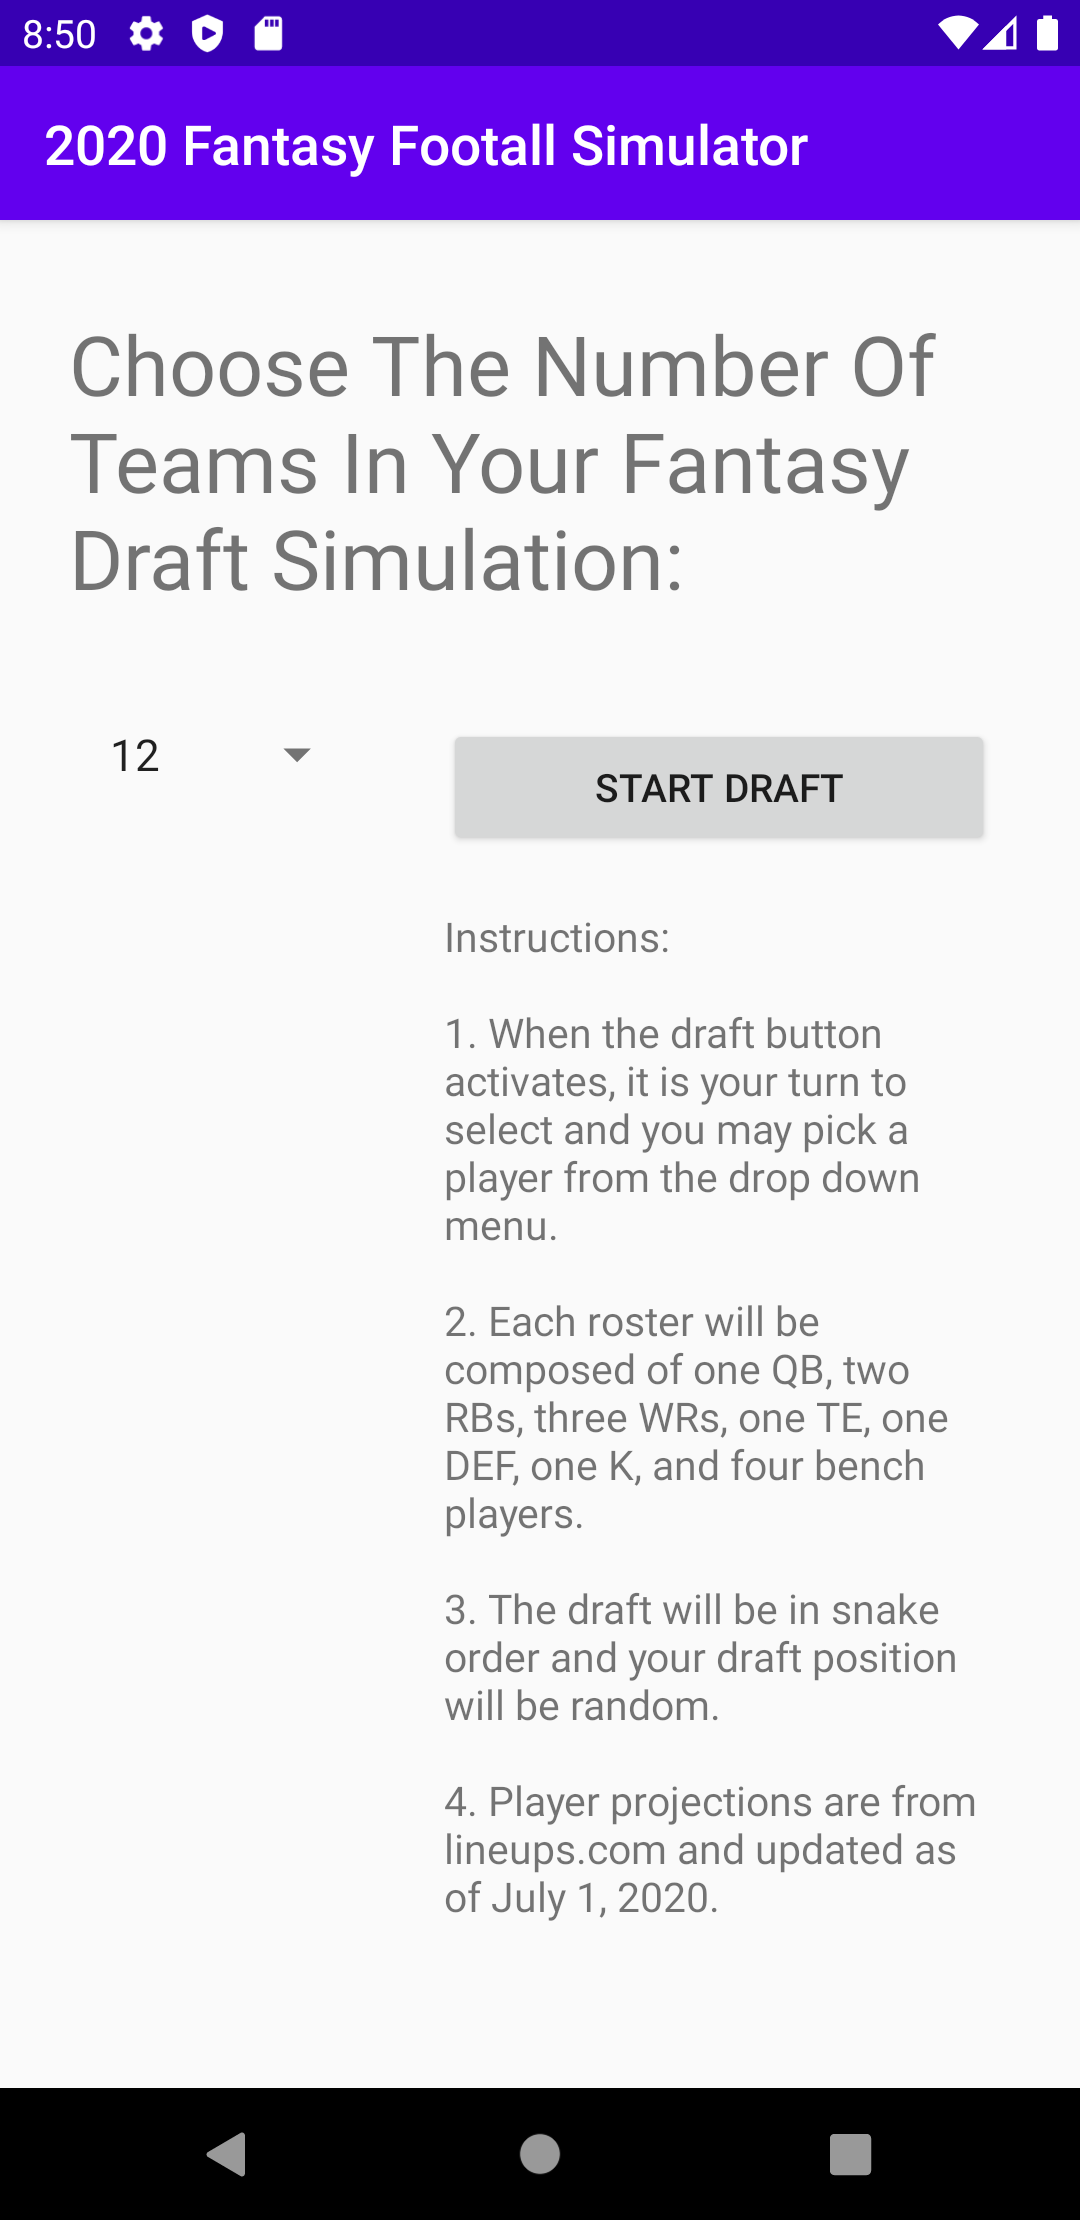 8:50
2020 Fantasy Footall Simulator
Choose The Number Of
Teams In Your Fantasy
Draft Simulation:
12
START DRAFT
Instructions:
1. When the draft button
activates, it is your turn to
select and you may pick a
player from the drop down
menu.
2. Each roster will be
composed of one QB, two
RBs, three WRs, one TE, one
DEF, one K, and four bench
players.
3. The draft will be in snake
order and your draft position
will be random.
4. Player projections are from
lineups.com and updated as
of July 1, 2020.